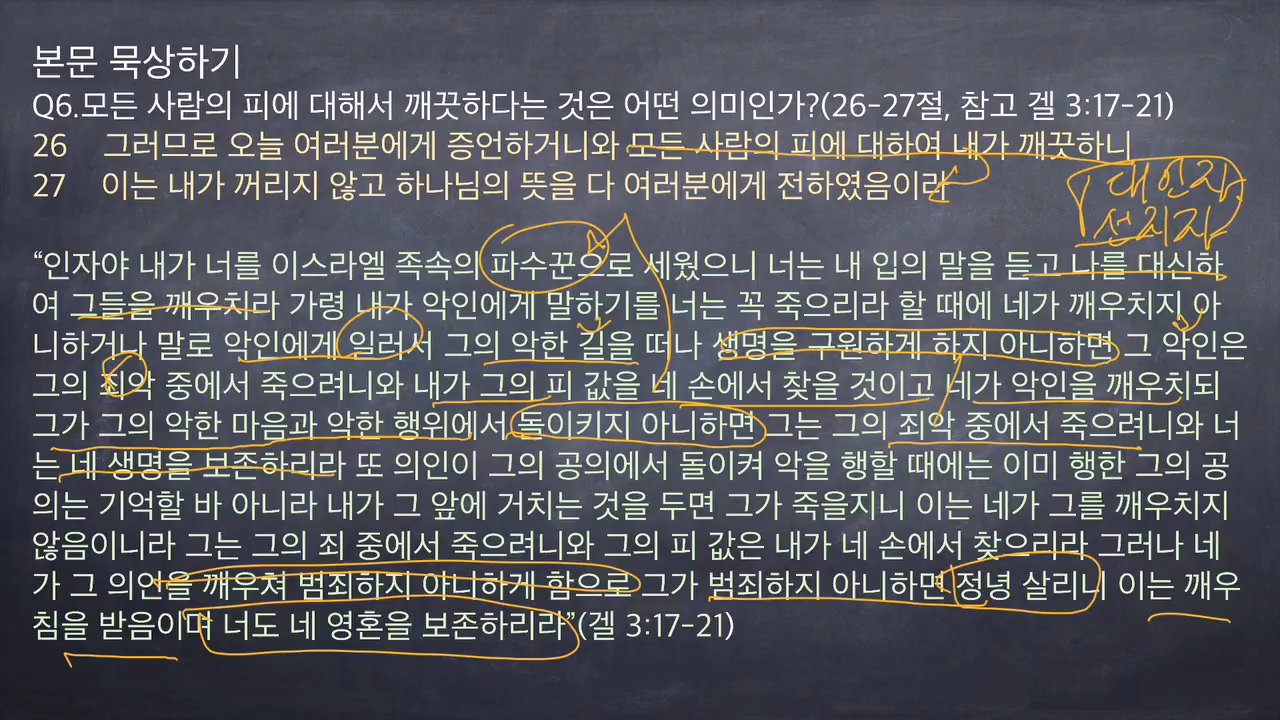 본문 묵상하기
Q6.모든 사람의 피에 대해서 깨끗하다는 것은 어떤 의미인가?(26-27절, 참고 겔 3:17-21)
26 그러므로 오늘 여러분에게 증언하거니와 모든 사람의 피에 대하여 내가 깨끗하니
27 이는 내가 꺼리지 않고 하나님의 뜻을 다 여러분에게 전하였음이라
대언자
선지자
“인자야 내가 너를 이스라엘 족속의 파수꾼으로 세웠으니 너는 내 입의 말을 듣고 나를 대신하
여 그들을 깨우치라 가령 내가 악인에게 말하기를 너는 꼭 죽으리라 할 때에 네가 깨우치지 아
니하거나 말로 악인에게 일러서 그의 악한 길을 떠나 생명을 구원하게 하지 아니하면 그 악인은
그의 죄악 중에서 죽으려니와 내가 그의 피 값을 네 손에서 찾을 것이고 네가 악인을 깨우치되
그가 그의 악한 마음과 악한 행위에서 돌이키지 아니하면 그는 그의 죄악 중에서 죽으려니와 너
는 네 생명을 보존하리라 또 의인이 그의 공의에서 돌이켜 악을 행할 때에는 이미 행한 그의 공
의는 기억할 바 아니라 내가 그 앞에 거치는 것을 두면 그가 죽을지니 이는 네가 그를 깨우치지
않음이니라 그는 그의 죄 중에서 죽으려니와 그의 피 값은 내가 네 손에서 찾으리라 그러나 네
가 그 의인을 깨우쳐 범죄하지 아니하게 함으로 그가 범죄하지 아니하면 정녕 살리니 이는 깨우
침을 받음이며 너도 네 영혼을 보존하리라”(겔 3:17-21)